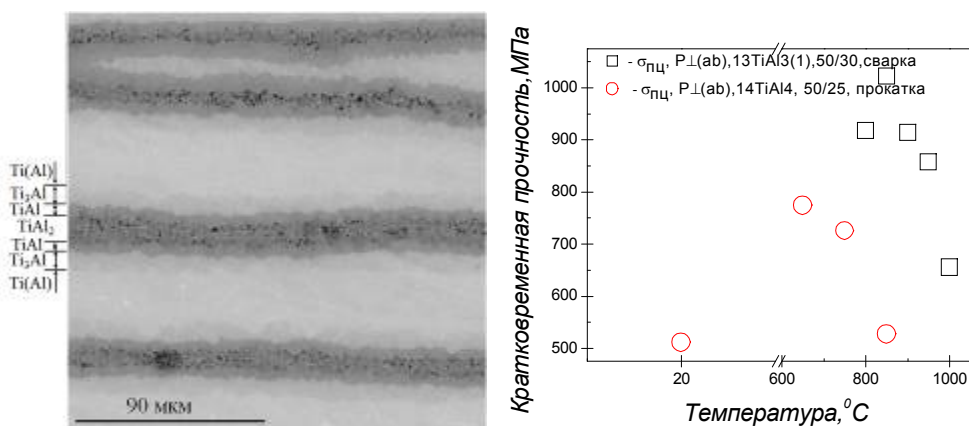 Ti(Al)
Ti₃Al
TiAl
TiAl₂
TiAl
Ti₃Al
Ti(Al)
90 мкм
Кратковременная прочность, МПа
1000
900
800
700
600
500
- σпц, P⊥(ab),13TiAl3(1),50/30,сварка
- σпц, P⊥(ab),14TiAl4, 50/25, прокатка
20
600
800
1000
Температура,⁰C